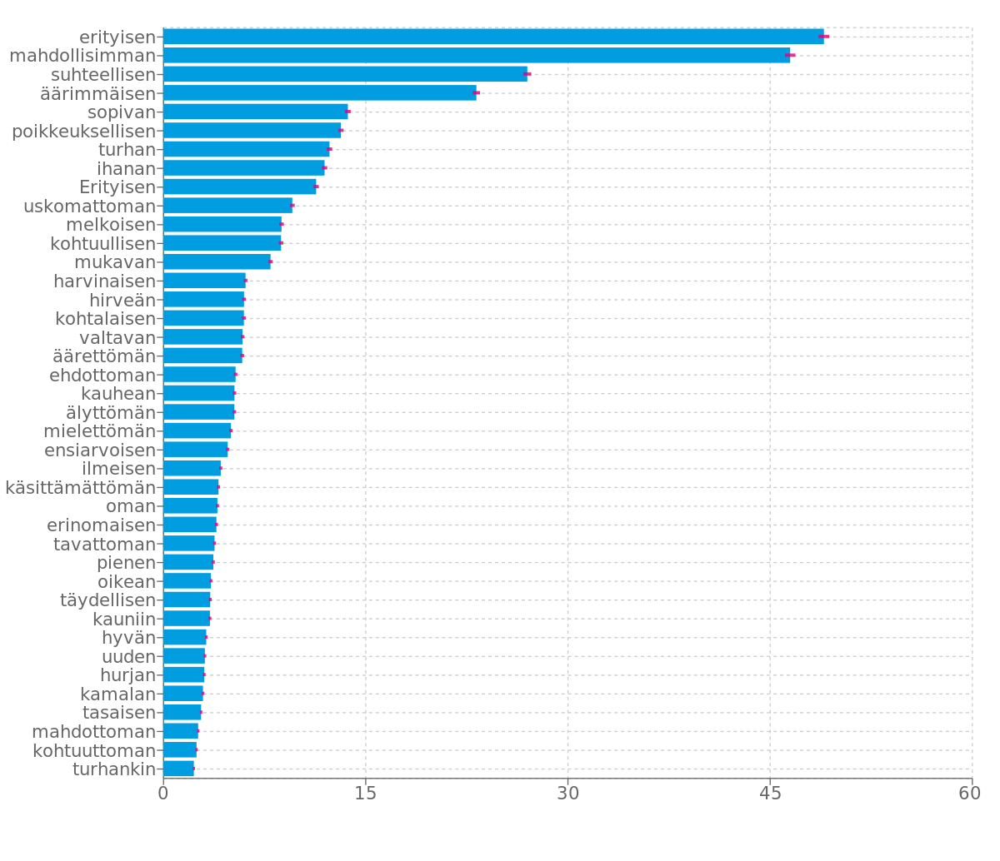 erityisen
mahdollisimman
suhteellisen
äärimmäisen
sopivan
poikkeuksellisen
turhan
ihanan
Erityisen
uskomattoman
melkoisen
kohtuullisen
mukavan
harvinaisen
hirveän
kohtalaisen
valtavan
äärettömän
ehdottoman
kauhean
älyttömän
mielettömän
ensiarvoisen
ilmeisen
käsittämättömän
oman
erinomaisen
tavattoman
pienen
oikean
täydellisen
kauniin
hyvän
uuden
hurjan
kamalan
tasaisen
mahdottoman
kohtuuttoman
turhankin
0 15 30 45 60